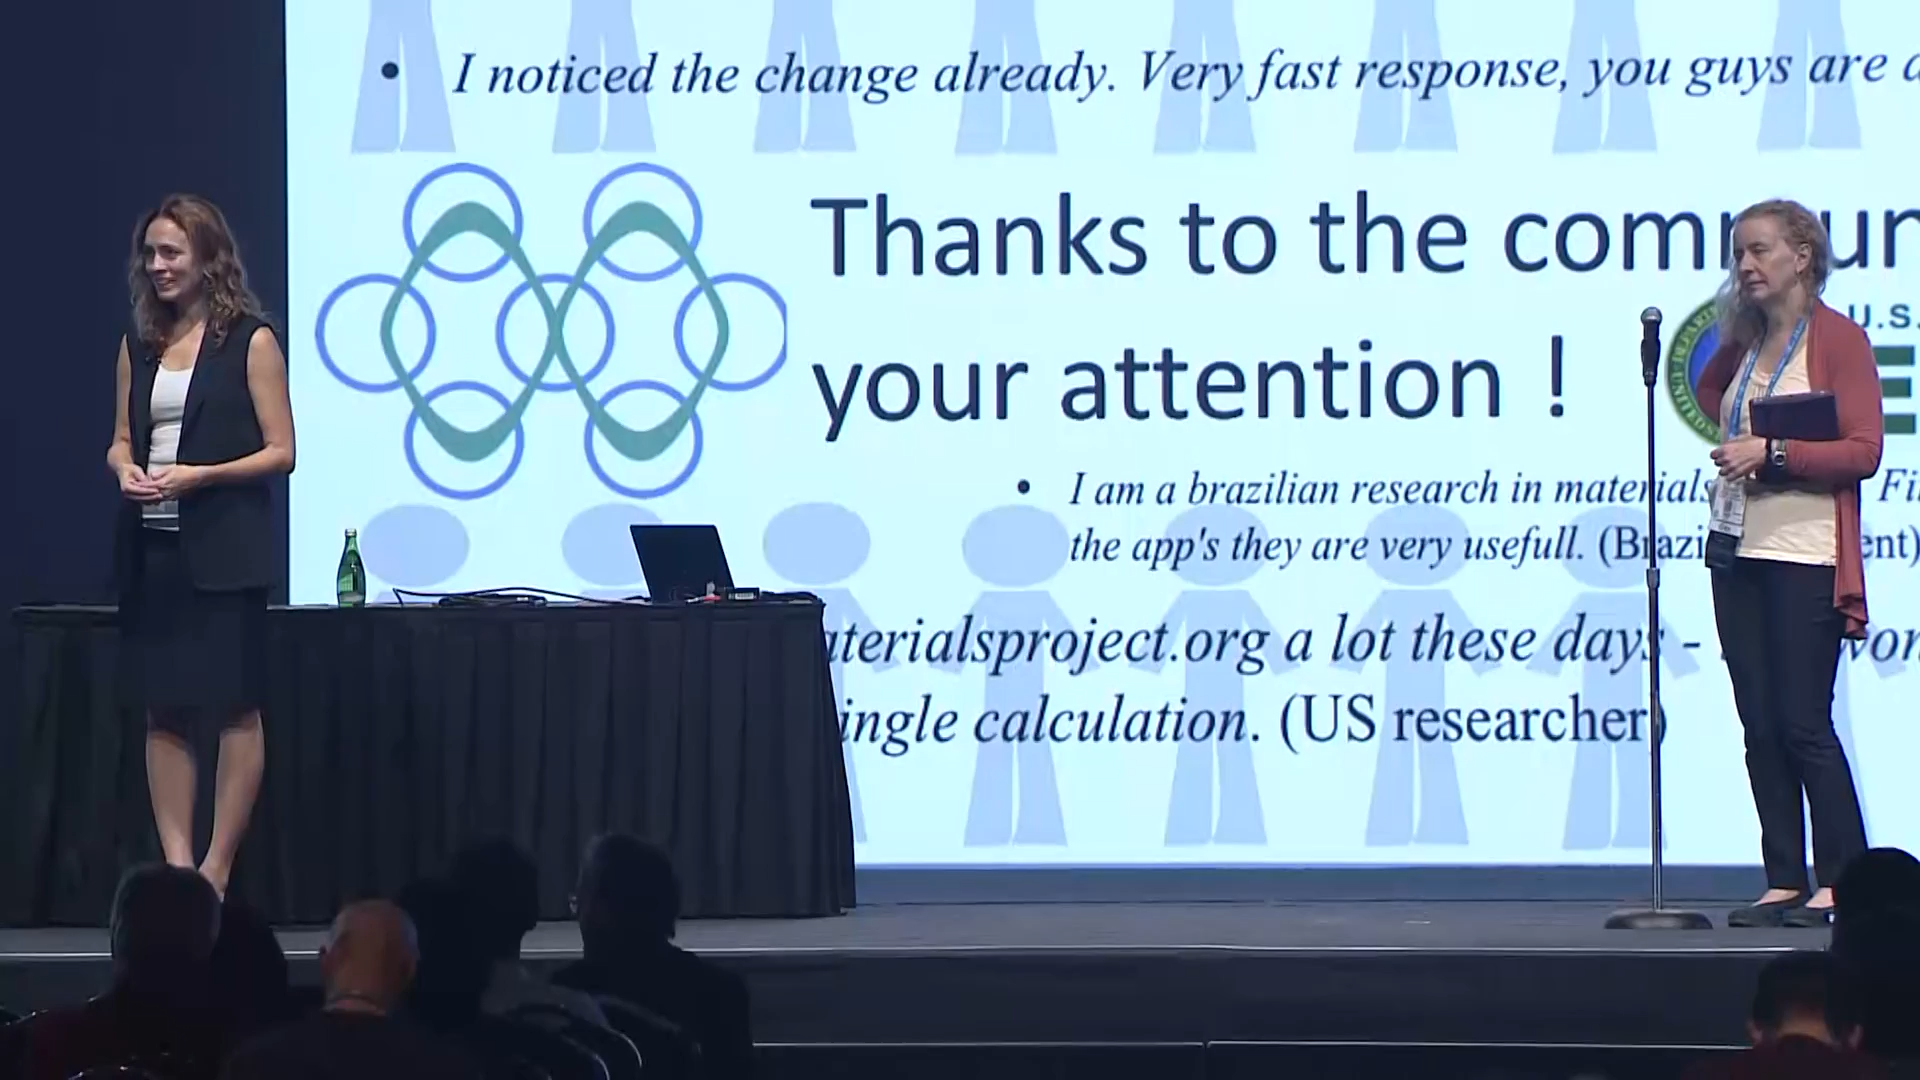 • I noticed the change already. Very fast response, you guys are
Thanks to the commun
your attention !
U.S.
• I am a brazilian research in materials
the app's they are very usefull. (Brazi ent)
aterialsproject.org a lot these days -
ingle calculation. (US researcher)